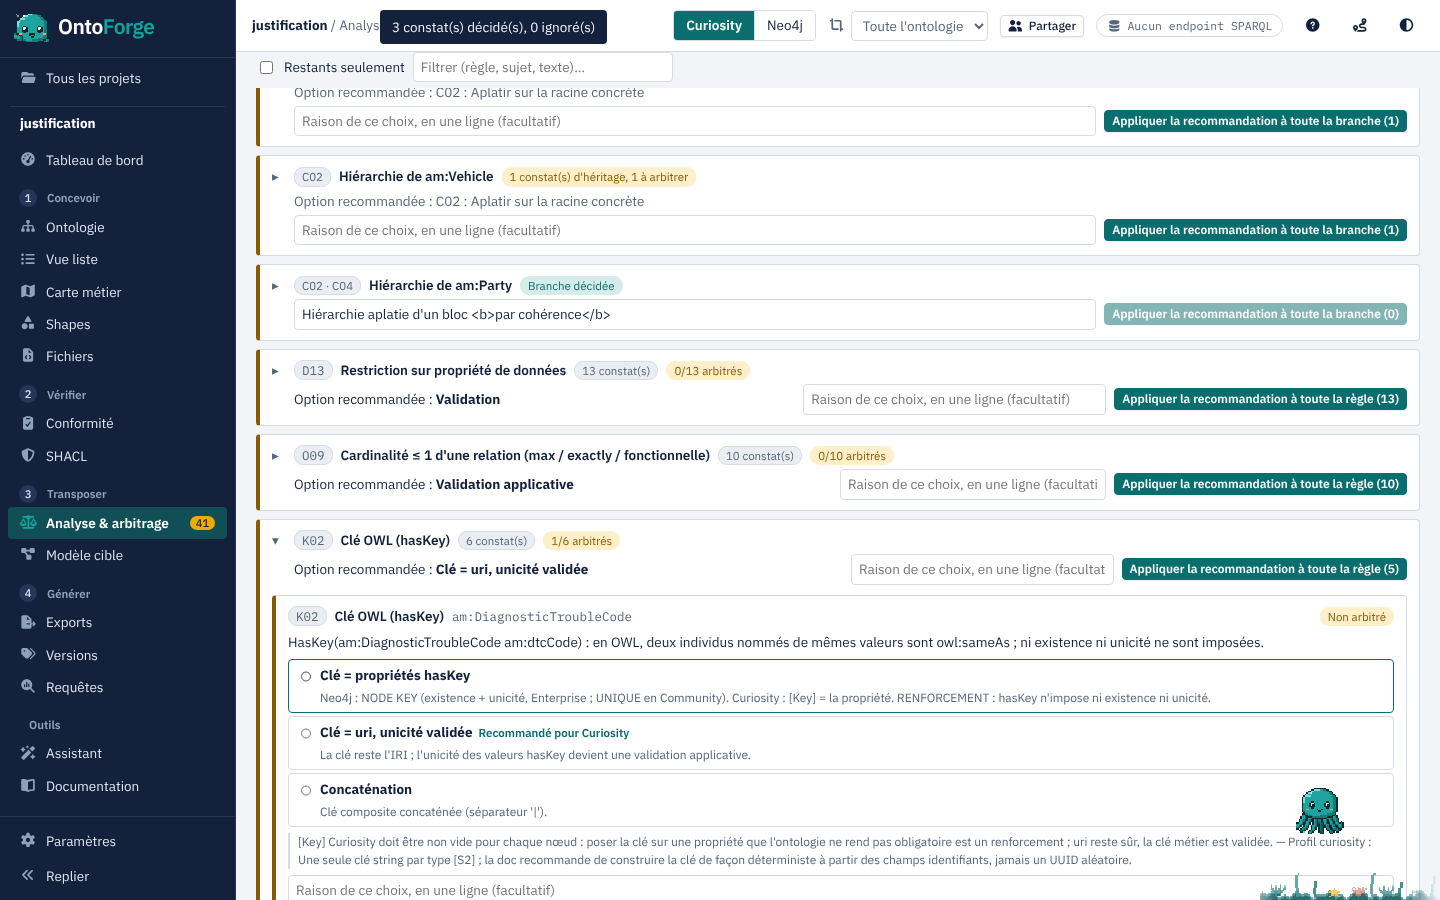 OntoForge
Tous les projets
justification
Tableau de bord
1 Concevoir
Ontologie
Vue liste
Carte métier
Shapes
Fichiers
2 Vérifier
Conformité
SHACL
3 Transposer
Analyse & arbitrage 41
Modèle cible
4 Générer
Exports
Versions
Requêtes
Outils
Assistant
Documentation
Paramètres
Replier
justification / Analys
3 constat(s) décidé(s), 0 ignoré(s)
Curiosity Neo4j
Toute l'ontologie
Partager
Aucun endpoint SPARQL
Restants seulement
Filtrer (règle, sujet, texte)...
Option recommandée : C02 : Aplatir sur la racine concrète
Raison de ce choix, en une ligne (facultatif)
Appliquer la recommandation à toute la branche (1)
C02 Hiérarchie de am:Vehicle 1 constat(s) d'héritage, 1 à arbitrer
Option recommandée : C02 : Aplatir sur la racine concrète
Raison de ce choix, en une ligne (facultatif)
Appliquer la recommandation à toute la branche (1)
C02 · C04 Hiérarchie de am:Party Branche décidée
Hiérarchie aplatie d'un bloc <b>par cohérence</b>
Appliquer la recommandation à toute la branche (0)
D13 Restriction sur propriété de données 13 constat(s) 0/13 arbitrés
Option recommandée : Validation
Raison de ce choix, en une ligne (facultatif)
Appliquer la recommandation à toute la règle (13)
O09 Cardinalité ≤ 1 d'une relation (max / exactly / fonctionnelle) 10 constat(s) 0/10 arbitrés
Option recommandée : Validation applicative
Raison de ce choix, en une ligne (facultati
Appliquer la recommandation à toute la règle (10)
K02 Clé OWL (hasKey) 6 constat(s) 1/6 arbitrés
Option recommandée : Clé = uri, unicité validée
Raison de ce choix, en une ligne (facultat
Appliquer la recommandation à toute la règle (5)
K02 Clé OWL (hasKey) am:DiagnosticTroubleCode
Non arbitré
HasKey(am:DiagnosticTroubleCode am:dtcCode) : en OWL, deux individus nommés de mêmes valeurs sont owl:sameAs ; ni existence ni unicité ne sont imposées.
Clé = propriétés hasKey
Neo4j : NODE KEY (existence + unicité, Enterprise ; UNIQUE en Community). Curiosity : [Key] = la propriété. RENFORCEMENT : hasKey n'impose ni existence ni unicité.
Clé = uri, unicité validée Recommandé pour Curiosity
La clé reste l'IRI ; l'unicité des valeurs hasKey devient une validation applicative.
Concaténation
Clé composite concaténée (séparateur '|').
[Key] Curiosity doit être non vide pour chaque nœud : poser la clé sur une propriété que l'ontologie ne rend pas obligatoire est un renforcement ; uri reste sûr, la clé métier est validée. — Profil curiosity :
Une seule clé string par type [S2] ; la doc recommande de construire la clé de façon déterministe à partir des champs identifiants, jamais un UUID aléatoire.
Raison de ce choix, en une ligne (facultatif)